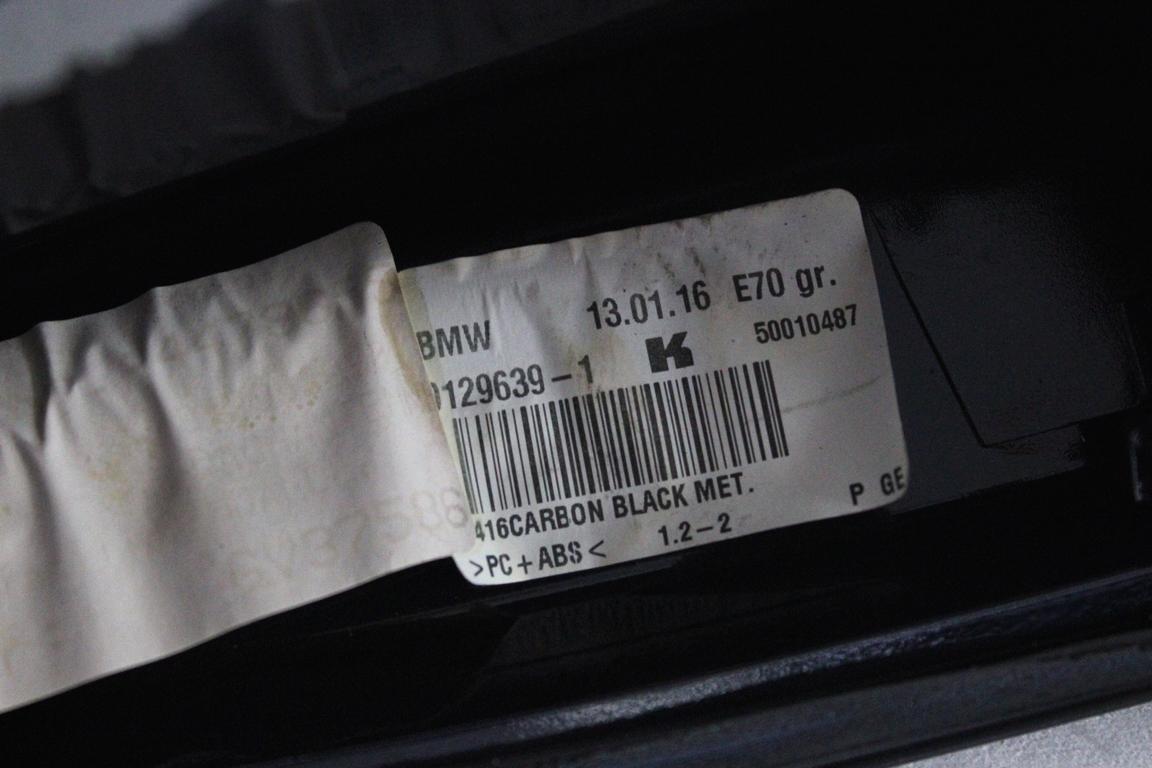 BMW 13.01.16 E70 gr.
129639-1 K 50010487
416CARBON BLACK MET.
>PC+ABS< 1.2-2 P GE